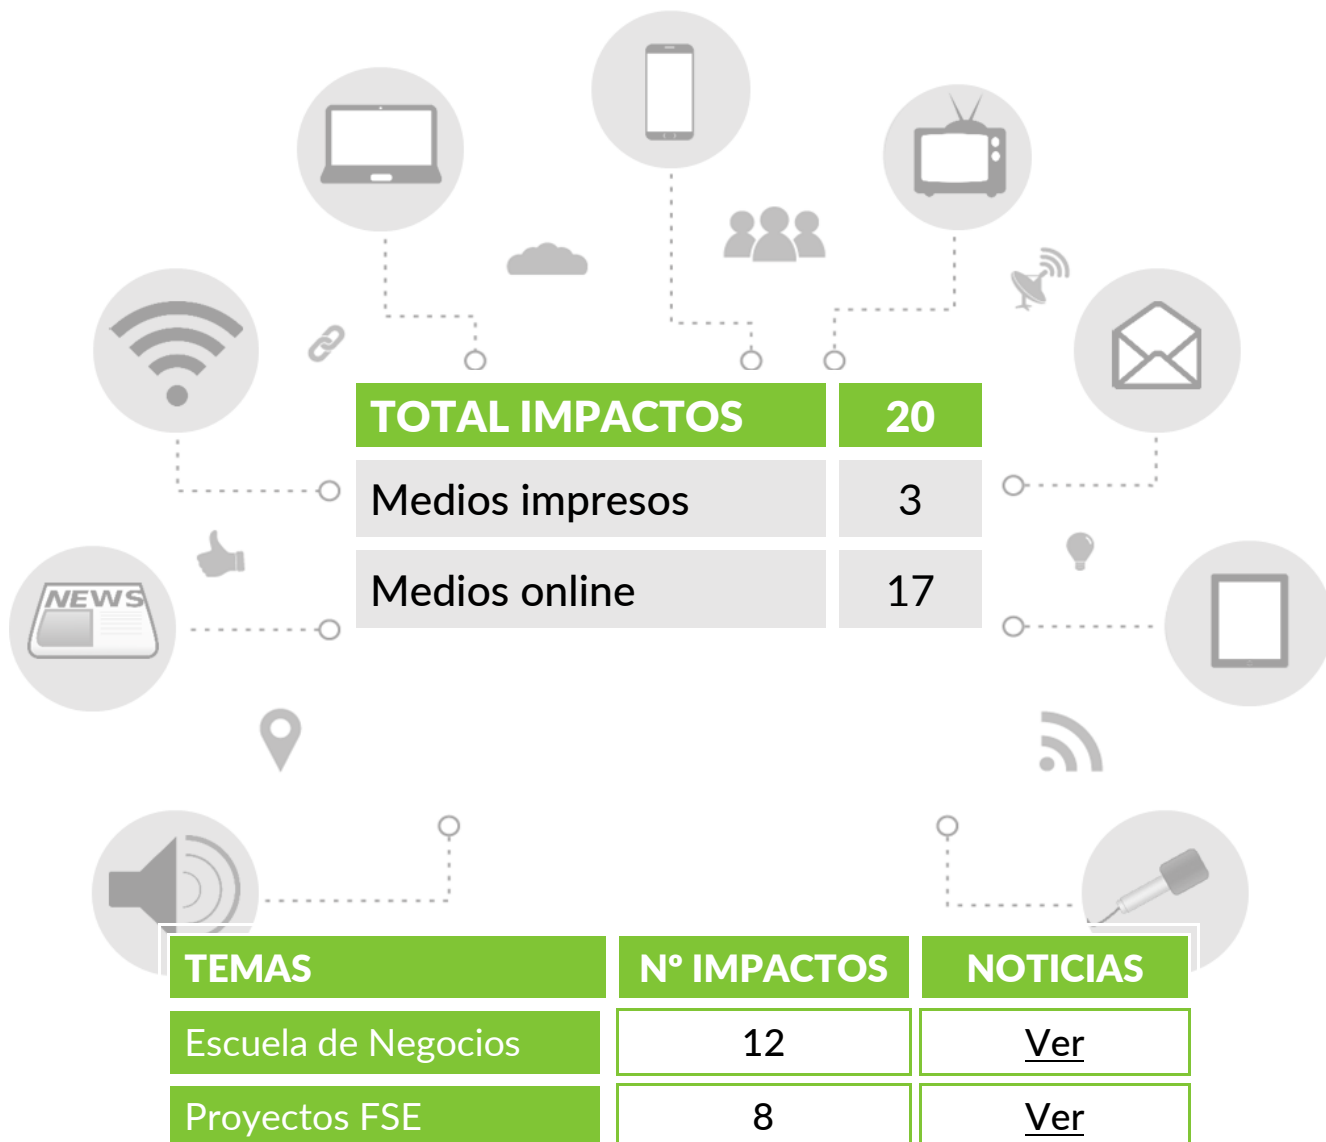 TOTAL IMPACTOS 20
Medios impresos 3
NEWS
Medios online 17
TEMAS Nº IMPACTOS NOTICIAS
Escuela de Negocios 12 Ver
Proyectos FSE 8 Ver